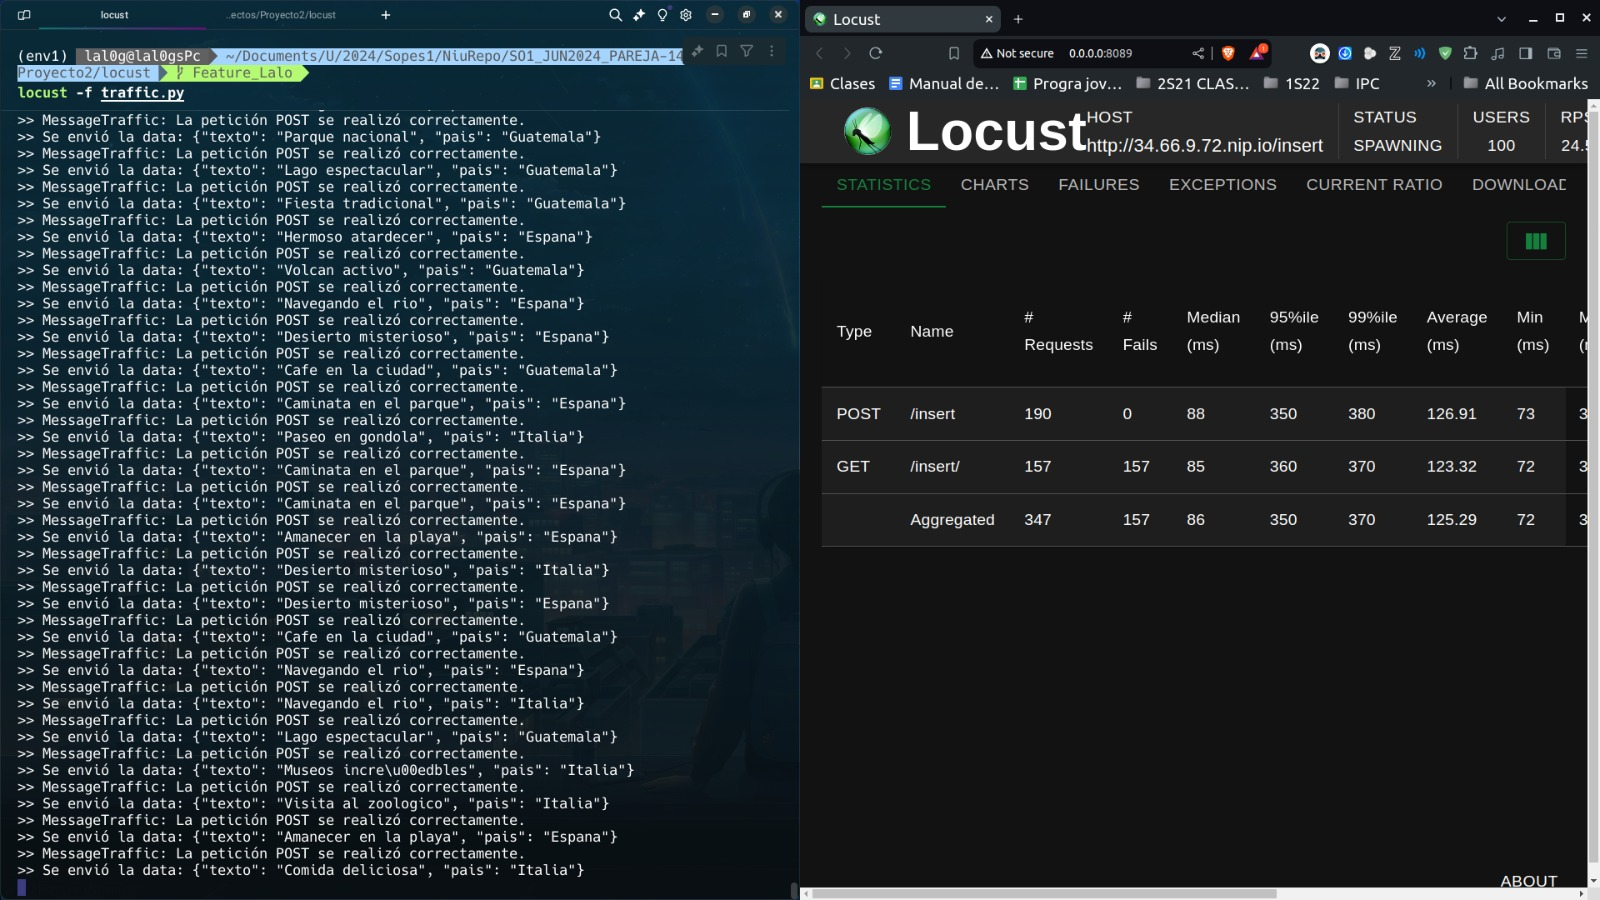 locust
..ectos/Proyecto2/locust
(env1) lal0g@lal0gsPc ~/Documents/U/2024/Sopes1/NiuRepo/SO1_JUN2024_PAREJA-14
Proyecto2/locust Feature_Lalo
locust -f traffic.py
>> MessageTraffic: La petición POST se realizó correctamente.
>> Se envió la data: {"texto": "Parque nacional", "pais": "Guatemala"}
>> MessageTraffic: La petición POST se realizó correctamente.
>> Se envió la data: {"texto": "Lago espectacular", "pais": "Guatemala"}
>> MessageTraffic: La petición POST se realizó correctamente.
>> Se envió la data: {"texto": "Fiesta tradicional", "pais": "Guatemala"}
>> MessageTraffic: La petición POST se realizó correctamente.
>> Se envió la data: {"texto": "Hermoso atardecer", "pais": "Espana"}
>> MessageTraffic: La petición POST se realizó correctamente.
>> Se envió la data: {"texto": "Volcan activo", "pais": "Guatemala"}
>> MessageTraffic: La petición POST se realizó correctamente.
>> Se envió la data: {"texto": "Navegando el rio", "pais": "Espana"}
>> MessageTraffic: La petición POST se realizó correctamente.
>> Se envió la data: {"texto": "Desierto misterioso", "pais": "Espana"}
>> MessageTraffic: La petición POST se realizó correctamente.
>> Se envió la data: {"texto": "Cafe en la ciudad", "pais": "Guatemala"}
>> MessageTraffic: La petición POST se realizó correctamente.
>> Se envió la data: {"texto": "Caminata en el parque", "pais": "Espana"}
>> MessageTraffic: La petición POST se realizó correctamente.
>> Se envió la data: {"texto": "Paseo en gondola", "pais": "Italia"}
>> MessageTraffic: La petición POST se realizó correctamente.
>> Se envió la data: {"texto": "Caminata en el parque", "pais": "Espana"}
>> MessageTraffic: La petición POST se realizó correctamente.
>> Se envió la data: {"texto": "Caminata en el parque", "pais": "Espana"}
>> MessageTraffic: La petición POST se realizó correctamente.
>> Se envió la data: {"texto": "Amanecer en la playa", "pais": "Espana"}
>> MessageTraffic: La petición POST se realizó correctamente.
>> Se envió la data: {"texto": "Desierto misterioso", "pais": "Italia"}
>> MessageTraffic: La petición POST se realizó correctamente.
>> Se envió la data: {"texto": "Desierto misterioso", "pais": "Espana"}
>> MessageTraffic: La petición POST se realizó correctamente.
>> Se envió la data: {"texto": "Cafe en la ciudad", "pais": "Guatemala"}
>> MessageTraffic: La petición POST se realizó correctamente.
>> Se envió la data: {"texto": "Navegando el rio", "pais": "Espana"}
>> MessageTraffic: La petición POST se realizó correctamente.
>> Se envió la data: {"texto": "Navegando el rio", "pais": "Italia"}
>> MessageTraffic: La petición POST se realizó correctamente.
>> Se envió la data: {"texto": "Lago espectacular", "pais": "Guatemala"}
>> MessageTraffic: La petición POST se realizó correctamente.
>> Se envió la data: {"texto": "Museos incre\u00edbles", "pais": "Italia"}
>> MessageTraffic: La petición POST se realizó correctamente.
>> Se envió la data: {"texto": "Visita al zoologico", "pais": "Italia"}
>> MessageTraffic: La petición POST se realizó correctamente.
>> Se envió la data: {"texto": "Amanecer en la playa", "pais": "Espana"}
>> MessageTraffic: La petición POST se realizó correctamente.
>> Se envió la data: {"texto": "Comida deliciosa", "pais": "Italia"}
Locust
Not secure 0.0.0.0:8089
Clases Manual de... Progra jov... 2S21 CLAS... 1S22 IPC » All Bookmarks
Locust
HOST
http://34.66.9.72.nip.io/insert
STATUS
SPAWNING
USERS
100
RPS
24.5
STATISTICS CHARTS FAILURES EXCEPTIONS CURRENT RATIO DOWNLOAD
Type Name # Requests # Fails Median (ms) 95%ile (ms) 99%ile (ms) Average (ms) Min (ms)
POST /insert 190 0 88 350 380 126.91 73
GET /insert/ 157 157 85 360 370 123.32 72
Aggregated 347 157 86 350 370 125.29 72
ABOUT